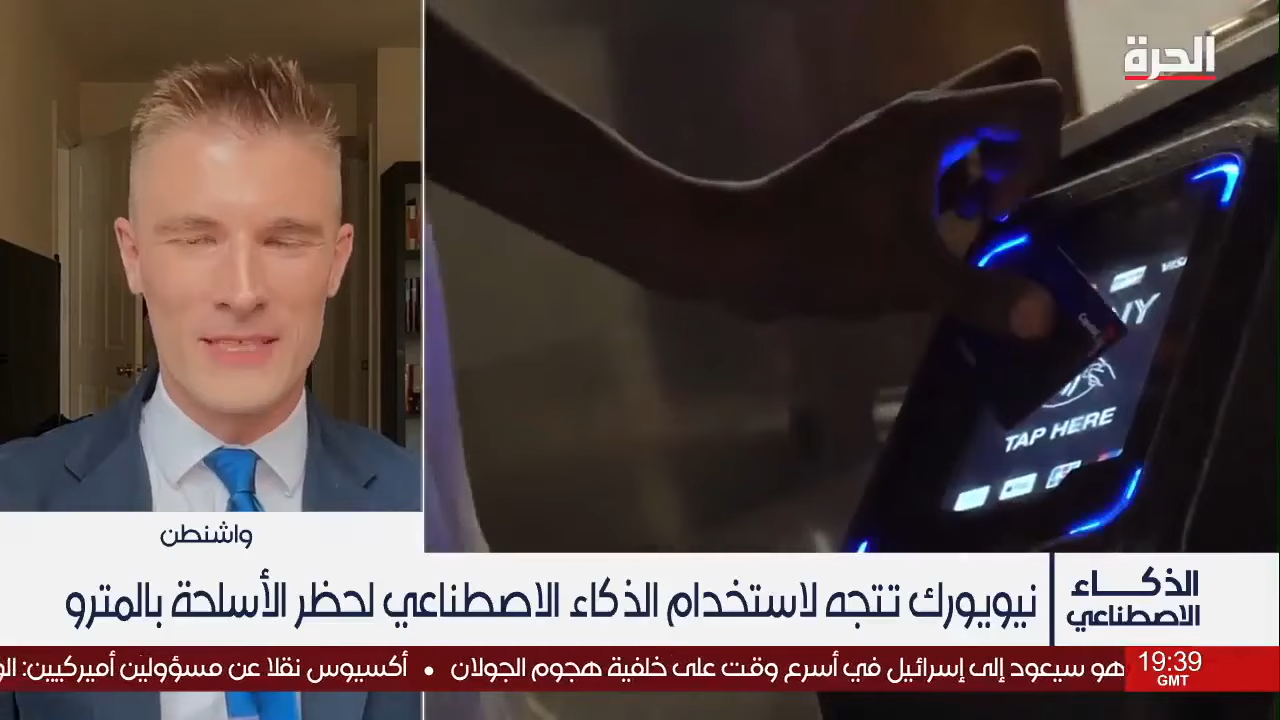 الحرة
VISA
TAP HERE
واشنطن
الذكاء
الاصطناعي
نيويورك تتجه لاستخدام الذكاء الاصطناعي لحظر الأسلحة بالمترو
هو سيعود إلى إسرائيل في أسرع وقت على خلفية هجوم الجولان • أكسيوس نقلا عن مسؤولين أميركيين:
19:39
GMT